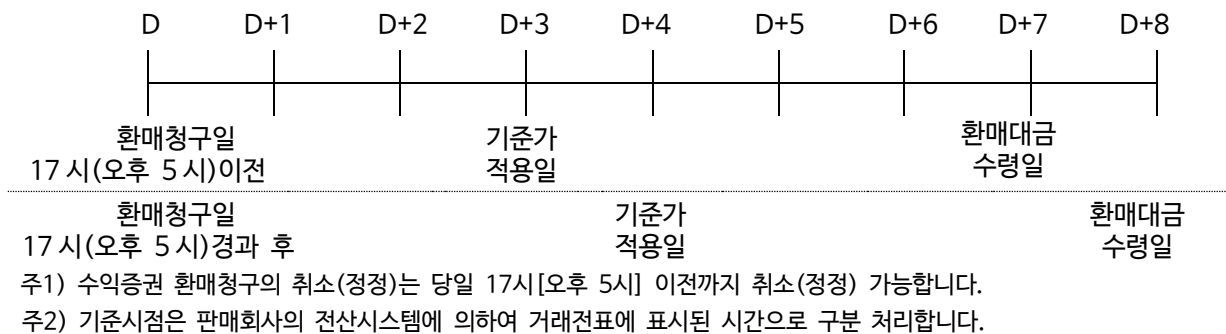 D D+1 D+2 D+3 D+4 D+5 D+6 D+7 D+8
환매청구일 기준가 환매대금
17 시(오후 5 시)이전 적용일 수령일
환매청구일 기준가 환매대금
17 시(오후 5 시)경과 후 적용일 수령일
주1) 수익증권 환매청구의 취소(정정)는 당일 17시[오후 5시] 이전까지 취소(정정) 가능합니다.
주2) 기준시점은 판매회사의 전산시스템에 의하여 거래전표에 표시된 시간으로 구분 처리합니다.